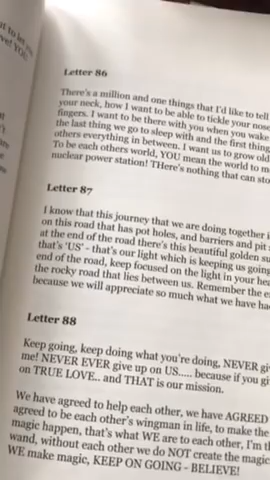 Letter 86
There's a million and one things that I'd like to tell
your neck, how I want to be able to tickle your nose
fingers. I want to be there with you when you wake
the last thing we go to sleep with and the first thing
others everything in between. I want us to grow old
To be each others world, YOU mean the world to m
nuclear power station! THere's nothing that can sto
Letter 87
I know that this journey that we are doing together i
on this road that has pot holes, and barriers and pit
at the end of the road there's this beautiful golden su
that's 'US' - that's our light which is keeping us going
end of the road, keep focused on the light in your hea
the rocky road that lies between us. Remember the e
because we will appreciate so much what we have ha
Letter 88
Keep going, keep doing what you're doing, NEVER gi
me! NEVER EVER give up on US..... because if you gi
on TRUE LOVE.. and THAT is our mission.
We have agreed to help each other, we have AGREED
agreed to be each other's wingman in life, to make the
magic happen, that's what WE are to each other, I'm th
wand, without each other we do NOT create the magic
WE make magic, KEEP ON GOING - BELIEVE!